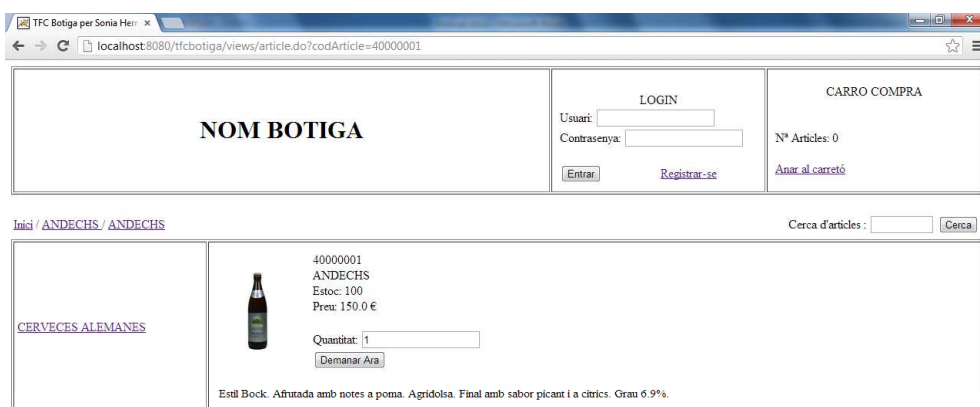 TFC Botiga per Sonia Herr
localhost:8080/tfcbotiga/views/article.do?codArticle=40000001
NOM BOTIGA
LOGIN
Usuari:
Contrasenya:
Entrar Registrar-se
CARRO COMPRA
Nª Articles: 0
Anar al carretó
Inici / ANDECHS / ANDECHS
Cerca d'articles : Cerca
CERVECES ALEMANES
40000001
ANDECHS
Estoc: 100
Preu: 150.0 €
Quantitat: 1
Demanar Ara
Estil Bock. Afrutada amb notes a poma. Agridolsa. Final amb sabor picant i a citrics. Grau 6.9%.